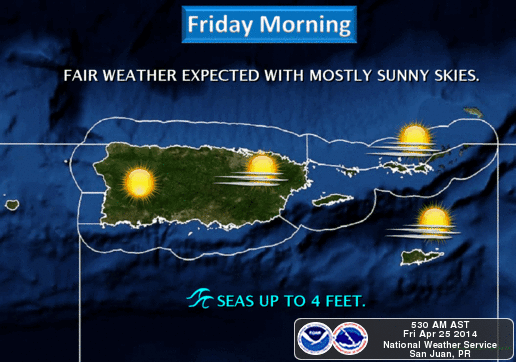 Friday Morning
FAIR WEATHER EXPECTED WITH MOSTLY SUNNY SKIES.
SEAS UP TO 4 FEET.
530 AM AST
Fri Apr 25 2014
National Weather Service
San Juan, PR